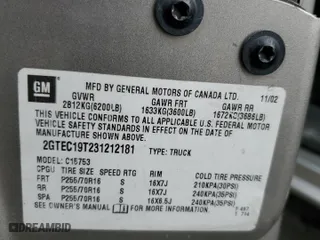 GM
MFD BY GENERAL MOTORS OF CANADA LTD.
11/02
GVWR GAWR FRT GAWR RR
2812KG(6200LB) 1633KG(3600LB) 1672KG(3686LB)
THIS VEHICLE CONFORMS TO ALL APPLICABLE U.S. FEDERAL
MOTOR VEHICLE SAFETY STANDARDS IN EFFECT ON THE DATE OF
MANUFACTURE SHOWN ABOVE.
2GTEC19T231212181 TYPE: TRUCK
MODEL: C15753
TIRE SIZE SPEED RTG RIM COLD TIRE PRESSURE
FRT P255/70R16 S 16X7J 210KPA(30PSI)
RR P255/70R16 S 16X7J 240KPA(35PSI)
SPA P255/70R16 S 16X6.5J 240KPA(35PSI)
SEE OWNER'S MANUAL FOR MORE INFORMATION.
DRIVE DAMAGED